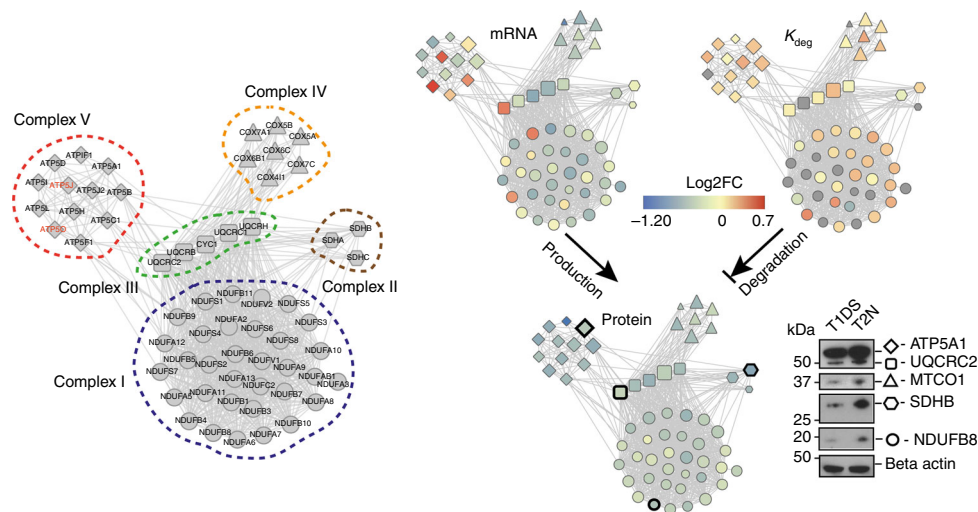 Complex IV
COX5B
COX7A1
COX5A
COX6C
COX6B1
COX7C
COX4I1
Complex V
ATPIF1
ATP5D
ATP5A1
ATP5I
ATP5J
ATP5J2
ATP5B
ATP5L
ATP5H
ATP5C1
ATP5O
ATP5F1
UQCRH
UQCRC1
CYC1
UQCRB
UQCRC2
Complex III
SDHB
SDHA
SDHC
Complex II
NDUFB11
NDUFS1
NDUFV2
NDUFS5
NDUFB9
NDUFA2
NDUFS3
NDUFS4
NDUFS6
NDUFA12
NDUFS8
NDUFA10
NDUFB6
NDUFB5
NDUFS2
NDUFV1
NDUFS7
NDUFA9
NDUFA13
NDUFAB1
NDUFC2
NDUFA3
NDUFA5
NDUFA11
NDUFB7
NDUFB1
NDUFA8
NDUFB3
NDUFB4
NDUFB10
NDUFB8
NDUFA7
NDUFA6
Complex I
mRNA
Kdeg
Log2FC
−1.20
0
0.7
Production
Degradation
Protein
T1DS
T2N
kDa
50
37
25
20
50
- ATP5A1
- UQCRC2
- MTCO1
- SDHB
- NDUFB8
Beta actin